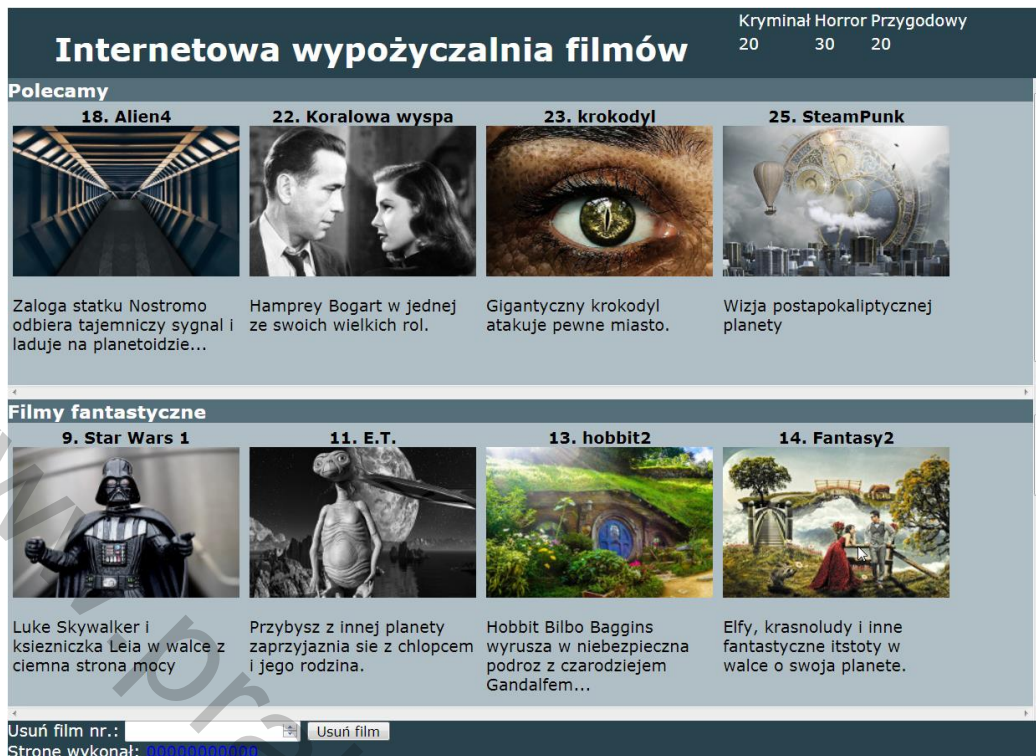 Internetowa wypożyczalnia filmów
Kryminał Horror Przygodowy
20 30 20
Polecamy
18. Alien4
Zaloga statku Nostromo
odbiera tajemniczy sygnal i
laduje na planetoidzie...
22. Koralowa wyspa
Hamprey Bogart w jednej
ze swoich wielkich rol.
23. krokodyl
Gigantyczny krokodyl
atakuje pewne miasto.
25. SteamPunk
Wizja postapokaliptycznej
planety
Filmy fantastyczne
9. Star Wars 1
Luke Skywalker i
ksiezniczka Leia w walce z
ciemna strona mocy
11. E.T.
Przybysz z innej planety
zaprzyjaznia sie z chlopcem
i jego rodzina.
13. hobbit2
Hobbit Bilbo Baggins
wyrusza w niebezpieczna
podroz z czarodziejem
Gandalfem...
14. Fantasy2
Elfy, krasnoludy i inne
fantastyczne itstoty w
walce o swoja planete.
Usuń film nr.: Usuń film
Stronę wykonał: 00000000000